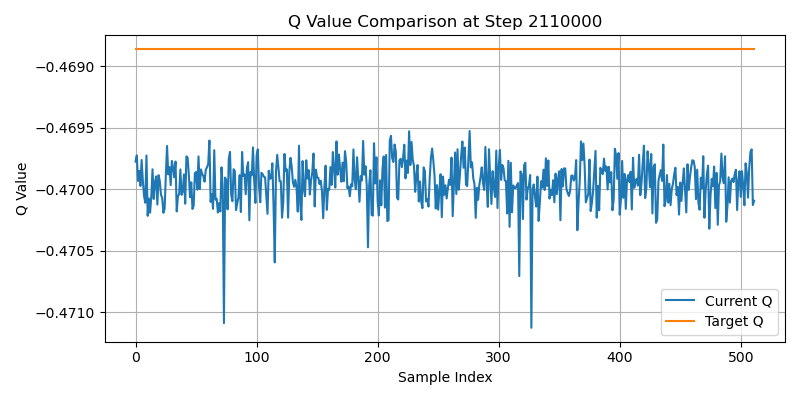 Q Value Comparison at Step 2110000
Q Value
−0.4690
−0.4695
−0.4700
−0.4705
−0.4710
0
100
200
300
400
500
Sample Index
Current Q
Target Q